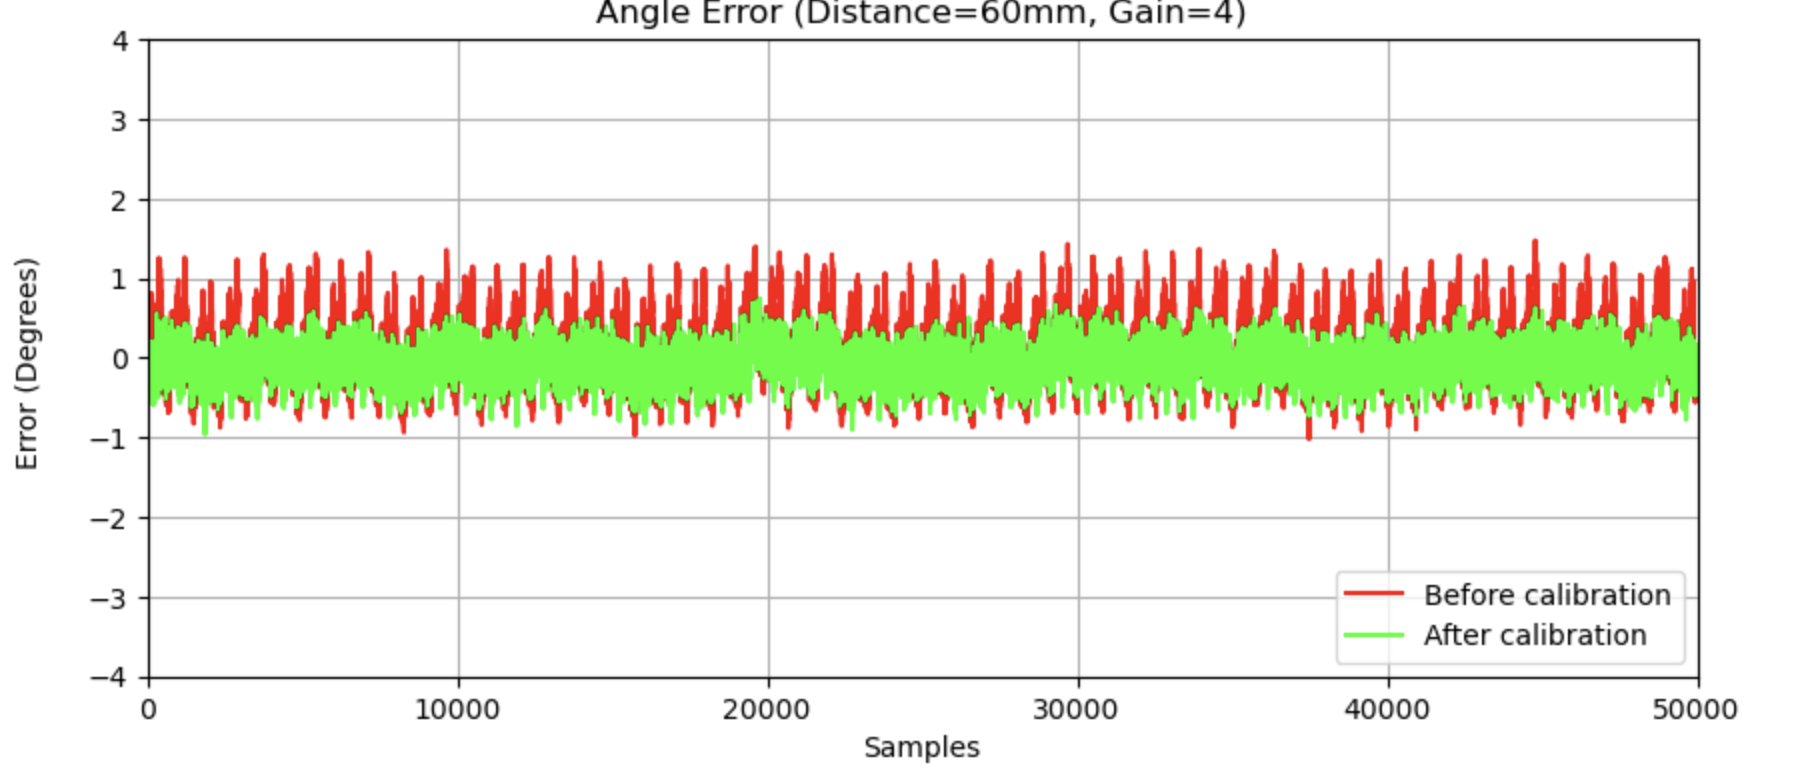 Angle Error (Distance=60mm, Gain=4)
4
3
2
1
0
−1
−2
−3
−4
Error (Degrees)
Before calibration
After calibration
0 10000 20000 30000 40000 50000
Samples